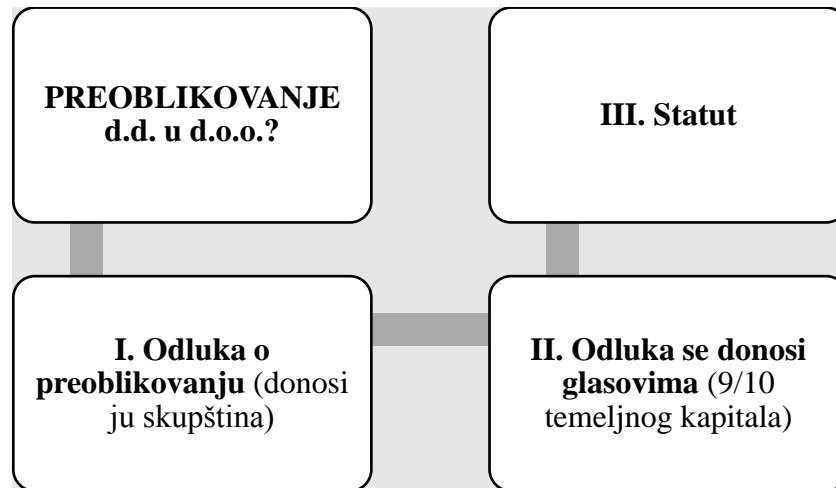 PREOBLIKOVANJE
d.d. u d.o.o.?
I. Odluka o
preoblikovanju (donosi
ju skupština)
II. Odluka se donosi
glasovima (9/10
temeljnog kapitala)
III. Statut